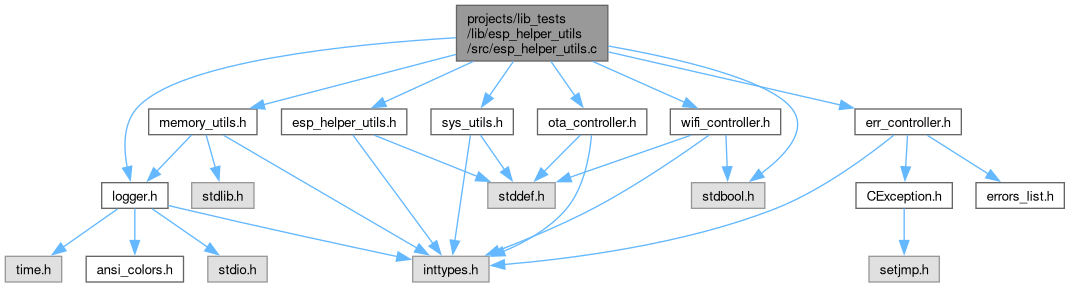 projects/lib_tests
/lib/esp_helper_utils
/src/esp_helper_utils.c
memory_utils.h
esp_helper_utils.h
sys_utils.h
ota_controller.h
wifi_controller.h
err_controller.h
logger.h
stdlib.h
stddef.h
stdbool.h
CException.h
errors_list.h
time.h
ansi_colors.h
stdio.h
inttypes.h
setjmp.h